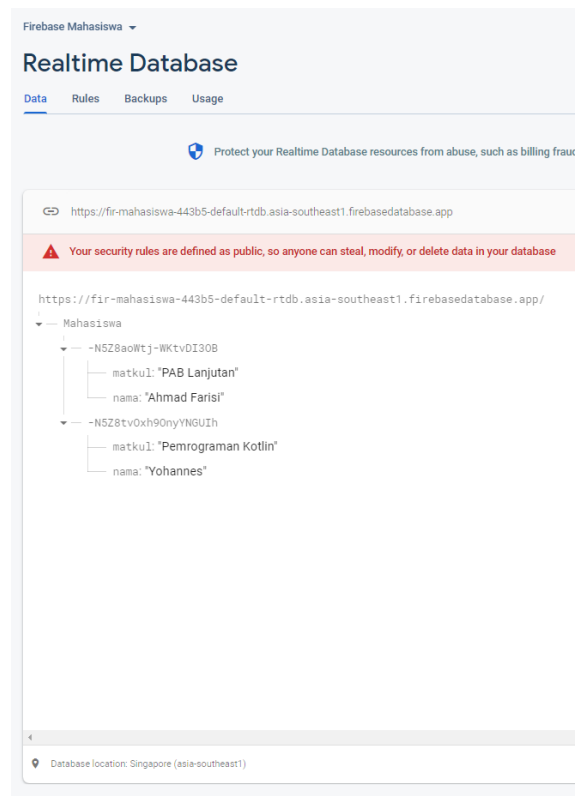 Firebase Mahasiswa
Realtime Database
Data Rules Backups Usage
Protect your Realtime Database resources from abuse, such as billing frauc
https://fir-mahasiswa-443b5-default-rtdb.asia-southeast1.firebasedatabase.app
Your security rules are defined as public, so anyone can steal, modify, or delete data in your database
https://fir-mahasiswa-443b5-default-rtdb.asia-southeast1.firebasedatabase.app/
Mahasiswa
-N5Z8aoWtj-WKtvDI3OB
matkul: "PAB Lanjutan"
nama: "Ahmad Farisi"
-N5Z8tvOxh9OnyYNGUIh
matkul: "Pemrograman Kotlin"
nama: "Yohannes"
Database location: Singapore (asia-southeast1)